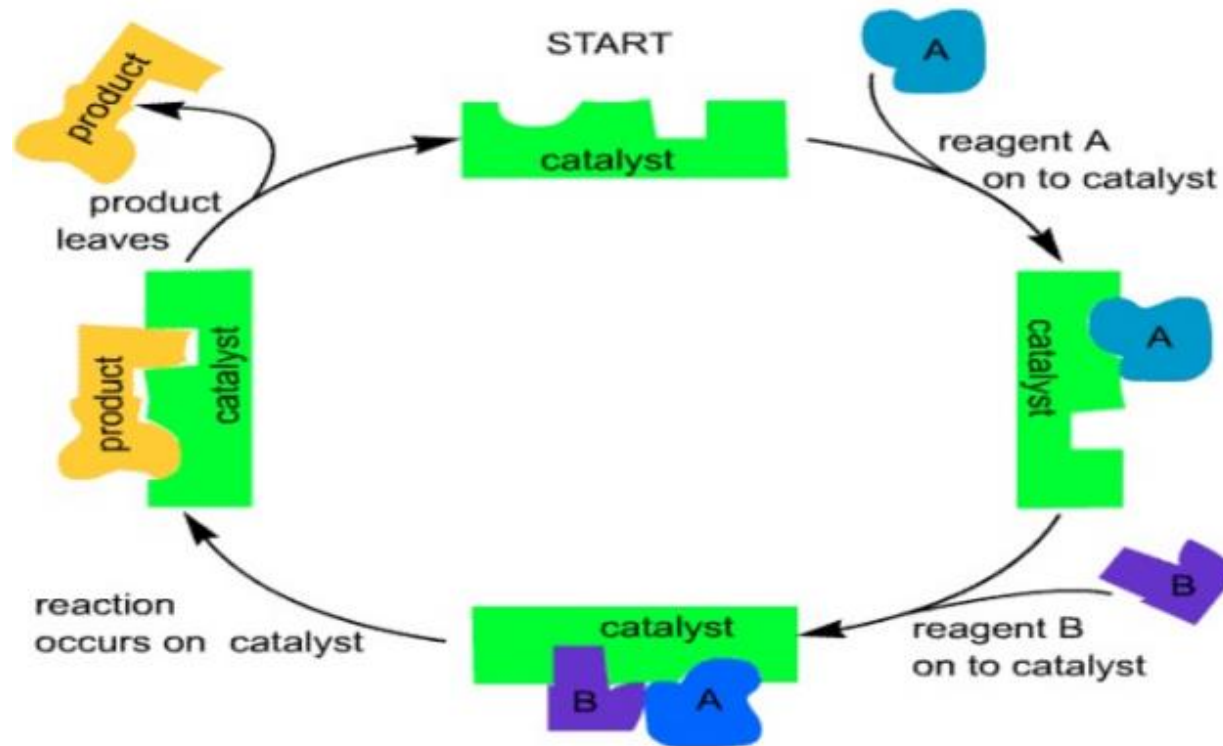 START
catalyst
A
reagent A
on to catalyst
catalyst
A
B
reagent B
on to catalyst
catalyst
B
A
reaction
occurs on catalyst
product
catalyst
product
leaves
product